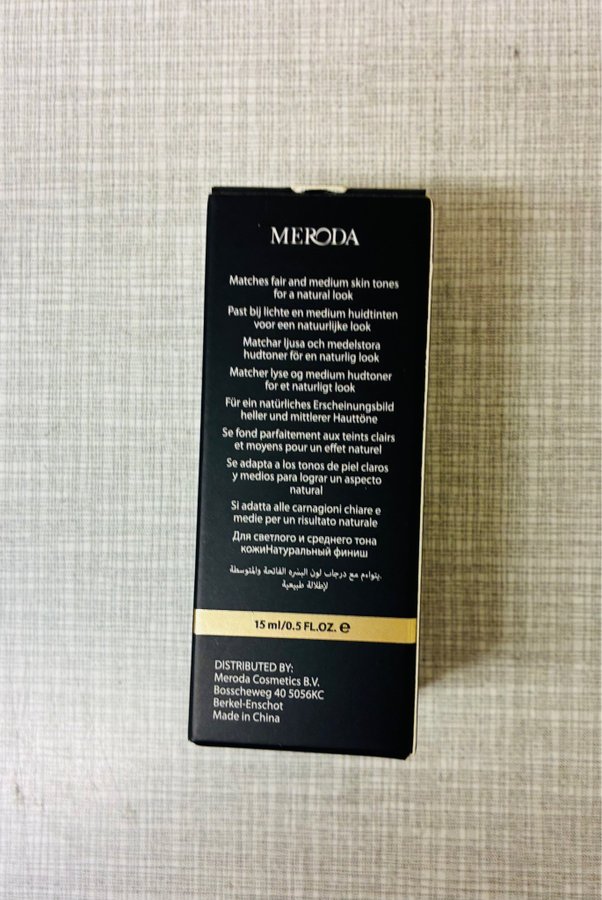 MERODA
Matches fair and medium skin tones
for a natural look
Past bij lichte en medium huidtinten
voor een natuurlijke look
Matchar ljusa och medelstora
hudtoner för en naturlig look
Matcher lyse og medium hudtoner
for et naturligt look
Für ein natürliches Erscheinungsbild
heller und mittlerer Hauttöne
Se fond parfaitement aux teints clairs
et moyens pour un effet naturel
Se adapta a los tonos de piel claros
y medios para lograr un aspecto
natural
Si adatta alle carnagioni chiare e
medie per un risultato naturale
Для светлого и среднего тона
кожиНатуральный финиш
يتواءم مع درجات لون البشرة الفاتحة والمتوسطة.
لإطلالة طبيعية
15 ml/0.5 FL.OZ. ℮
DISTRIBUTED BY:
Meroda Cosmetics B.V.
Bosscheweg 40 5056KC
Berkel-Enschot
Made in China